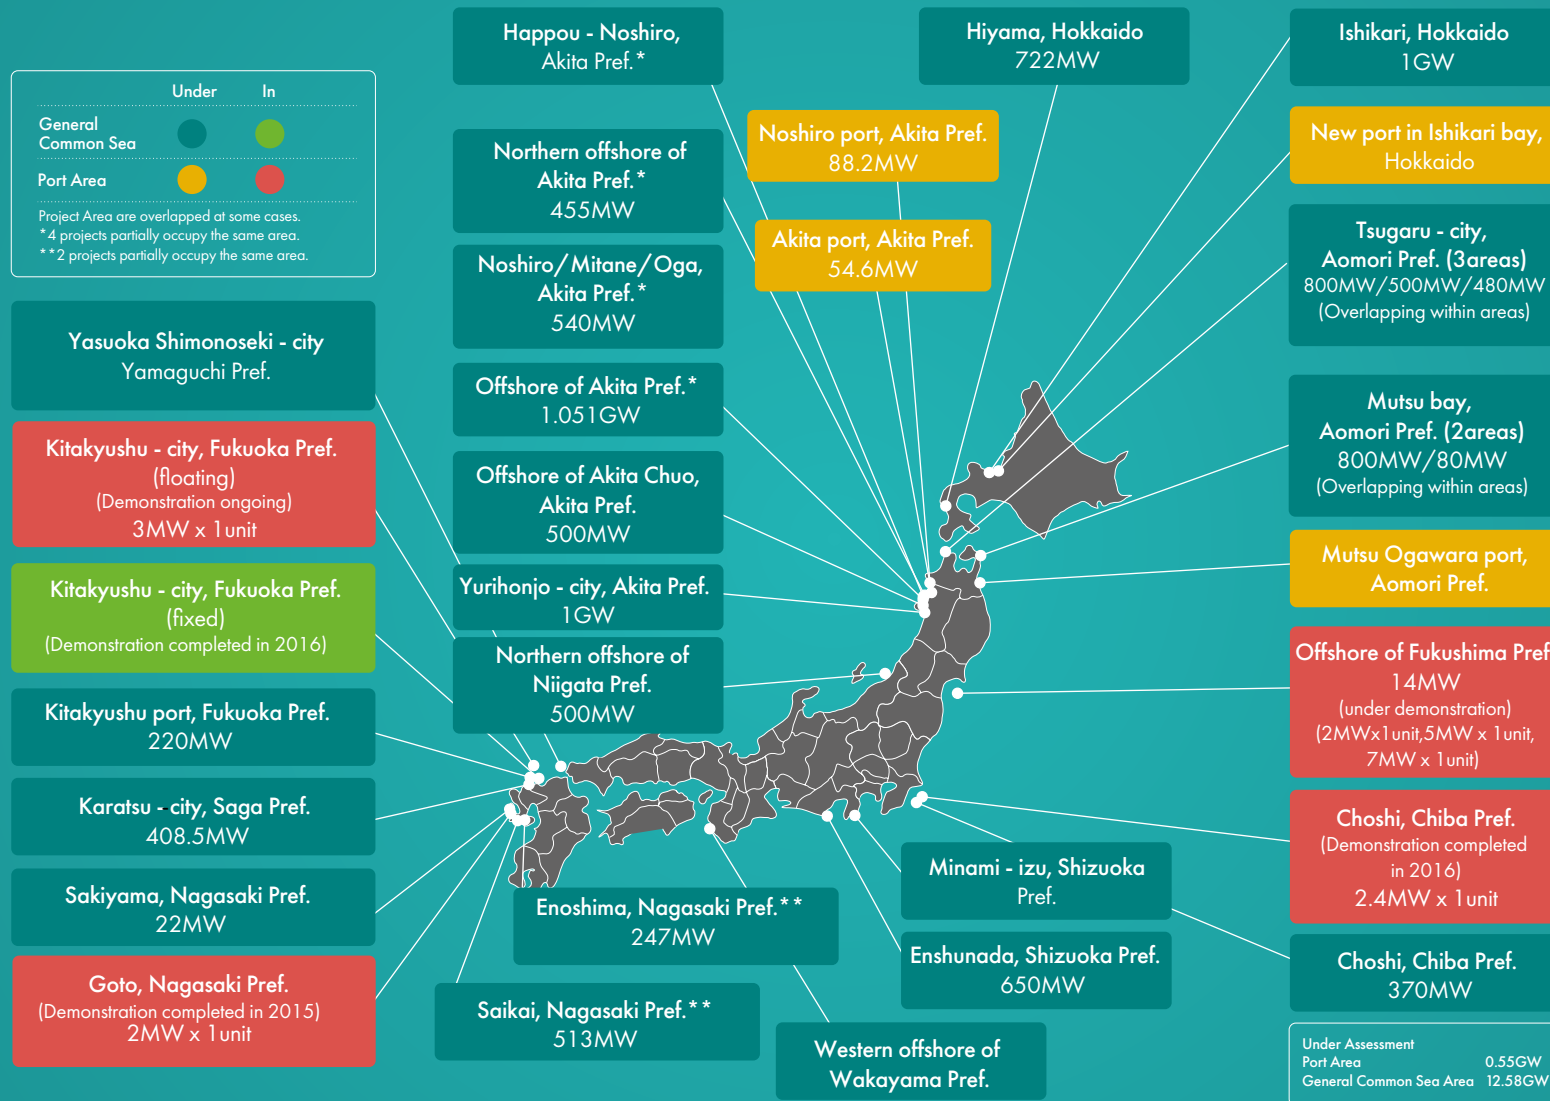 Under In
General
Common Sea
Port Area
Project Area are overlapped at some cases.
*4 projects partially occupy the same area.
**2 projects partially occupy the same area.
Yasuoka Shimonoseki - city
Yamaguchi Pref.
Kitakyushu - city, Fukuoka Pref.
(floating)
(Demonstration ongoing)
3MW x 1unit
Kitakyushu - city, Fukuoka Pref.
(fixed)
(Demonstration completed in 2016)
Kitakyushu port, Fukuoka Pref.
220MW
Karatsu - city, Saga Pref.
408.5MW
Sakiyama, Nagasaki Pref.
22MW
Goto, Nagasaki Pref.
(Demonstration completed in 2015)
2MW x 1unit
Happou - Noshiro,
Akita Pref.*
Northern offshore of
Akita Pref.*
455MW
Noshiro/Mitane/Oga,
Akita Pref.*
540MW
Offshore of Akita Pref.*
1.051GW
Offshore of Akita Chuo,
Akita Pref.
500MW
Yurihonjo - city, Akita Pref.
1GW
Northern offshore of
Niigata Pref.
500MW
Noshiro port, Akita Pref.
88.2MW
Akita port, Akita Pref.
54.6MW
Hiyama, Hokkaido
722MW
Enoshima, Nagasaki Pref.**
247MW
Saikai, Nagasaki Pref.**
513MW
Western offshore of
Wakayama Pref.
Minami - izu, Shizuoka
Pref.
Enshunada, Shizuoka Pref.
650MW
Ishikari, Hokkaido
1GW
New port in Ishikari bay,
Hokkaido
Tsugaru - city,
Aomori Pref. (3areas)
800MW/500MW/480MW
(Overlapping within areas)
Mutsu bay,
Aomori Pref. (2areas)
800MW/80MW
(Overlapping within areas)
Mutsu Ogawara port,
Aomori Pref.
Offshore of Fukushima Pref
14MW
(under demonstration)
(2MWx1unit,5MW x 1unit,
7MW x 1unit)
Choshi, Chiba Pref.
(Demonstration completed
in 2016)
2.4MW x 1unit
Choshi, Chiba Pref.
370MW
Under Assessment
Port Area 0.55GW
General Common Sea Area 12.58GW